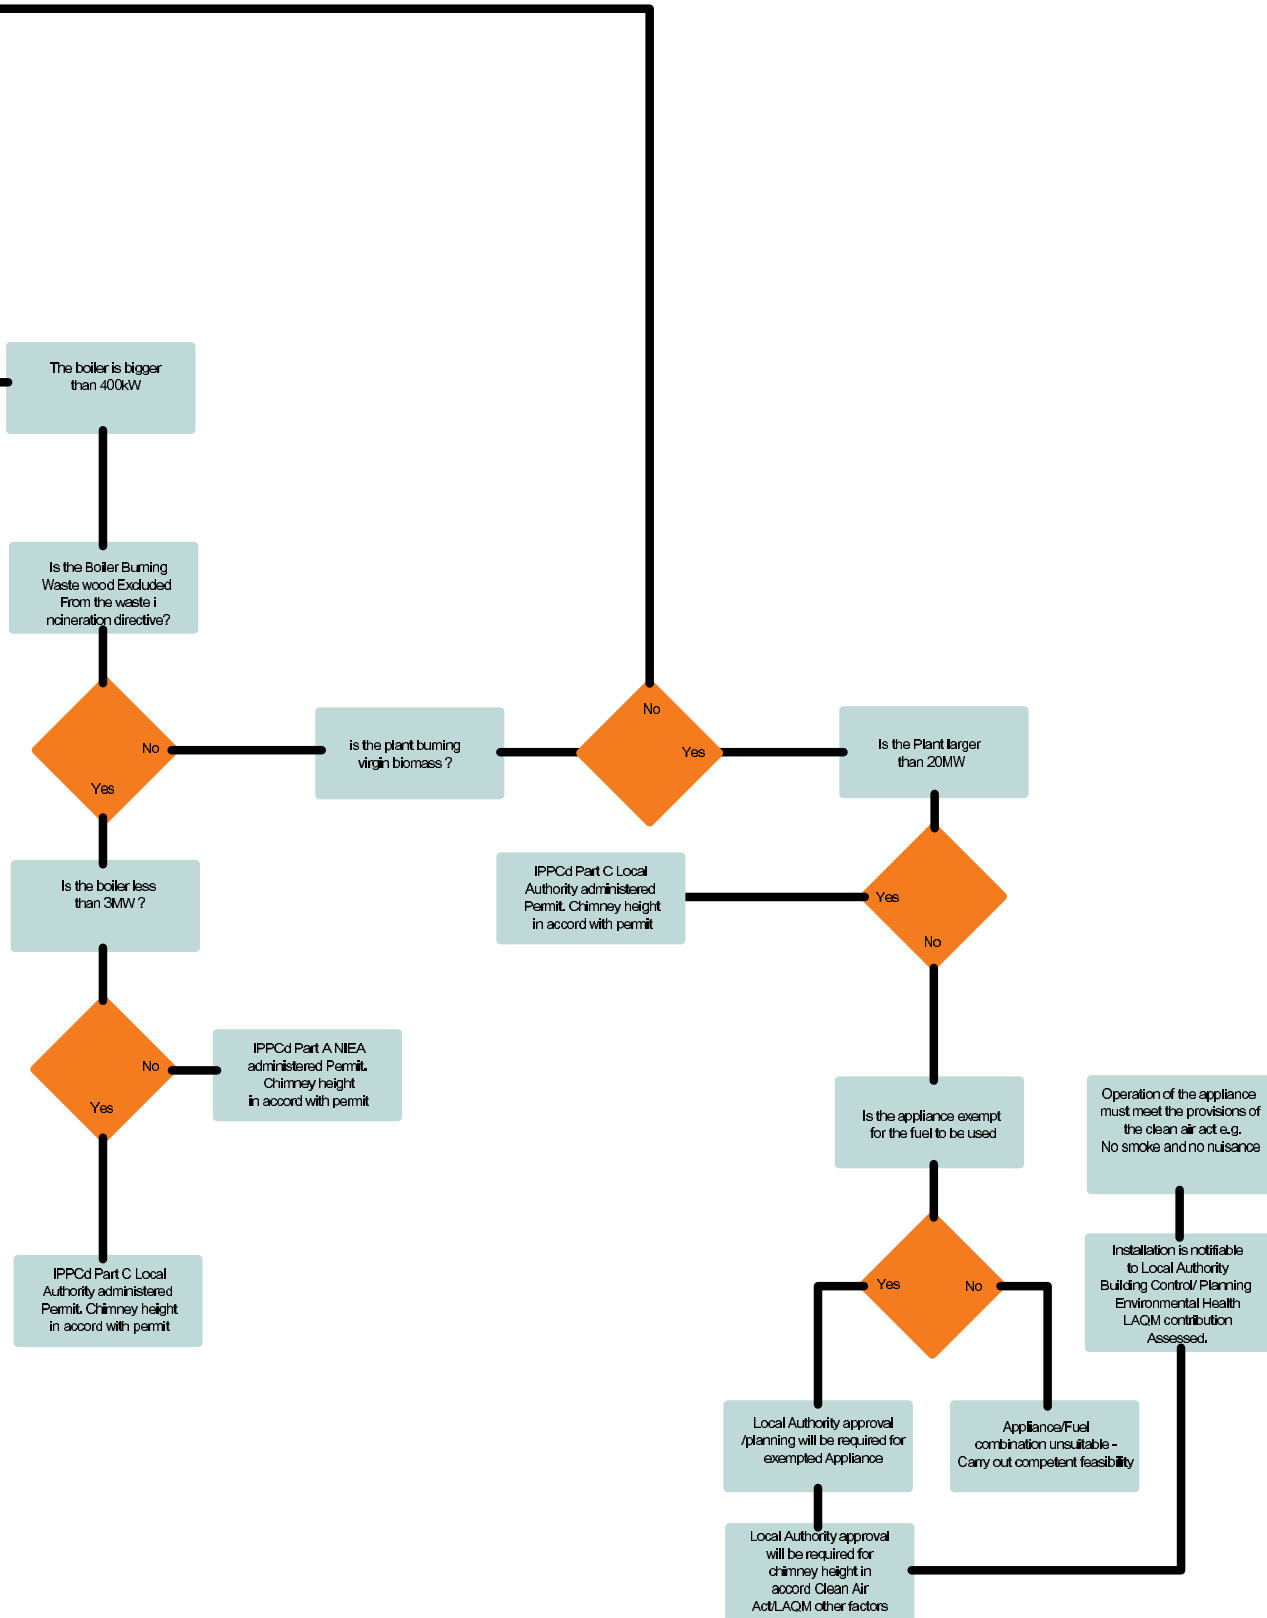 The boiler is bigger
than 400kW
Is the Boiler Burning
Waste wood Excluded
From the waste i
ncineration directive?
No
Yes
is the plant burning
virgin biomass ?
No
Yes
Is the Plant larger
than 20MW
Is the boiler less
than 3MW ?
IPPCd Part C Local
Authority administered
Permit. Chimney height
in accord with permit
Yes
No
No
Yes
IPPCd Part A NIEA
administered Permit.
Chimney height
in accord with permit
Is the appliance exempt
for the fuel to be used
Operation of the appliance
must meet the provisions of
the clean air act e.g.
No smoke and no nuisance
IPPCd Part C Local
Authority administered
Permit. Chimney height
in accord with permit
Yes
No
Installation is notifiable
to Local Authority
Building Control/ Planning
Environmental Health
LAQM contribution
Assessed.
Local Authority approval
/planning will be required for
exempted Appliance
Appliance/Fuel
combination unsuitable -
Carry out competent feasibility
Local Authority approval
will be required for
chimney height in
accord Clean Air
Act/LAQM other factors